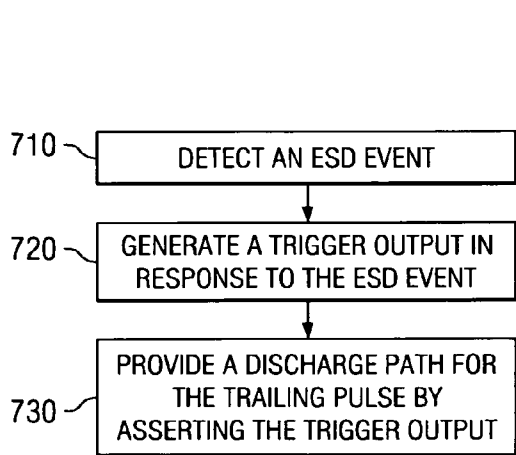 710
DETECT AN ESD EVENT
720
GENERATE A TRIGGER OUTPUT IN
RESPONSE TO THE ESD EVENT
730
PROVIDE A DISCHARGE PATH FOR
THE TRAILING PULSE BY
ASSERTING THE TRIGGER OUTPUT